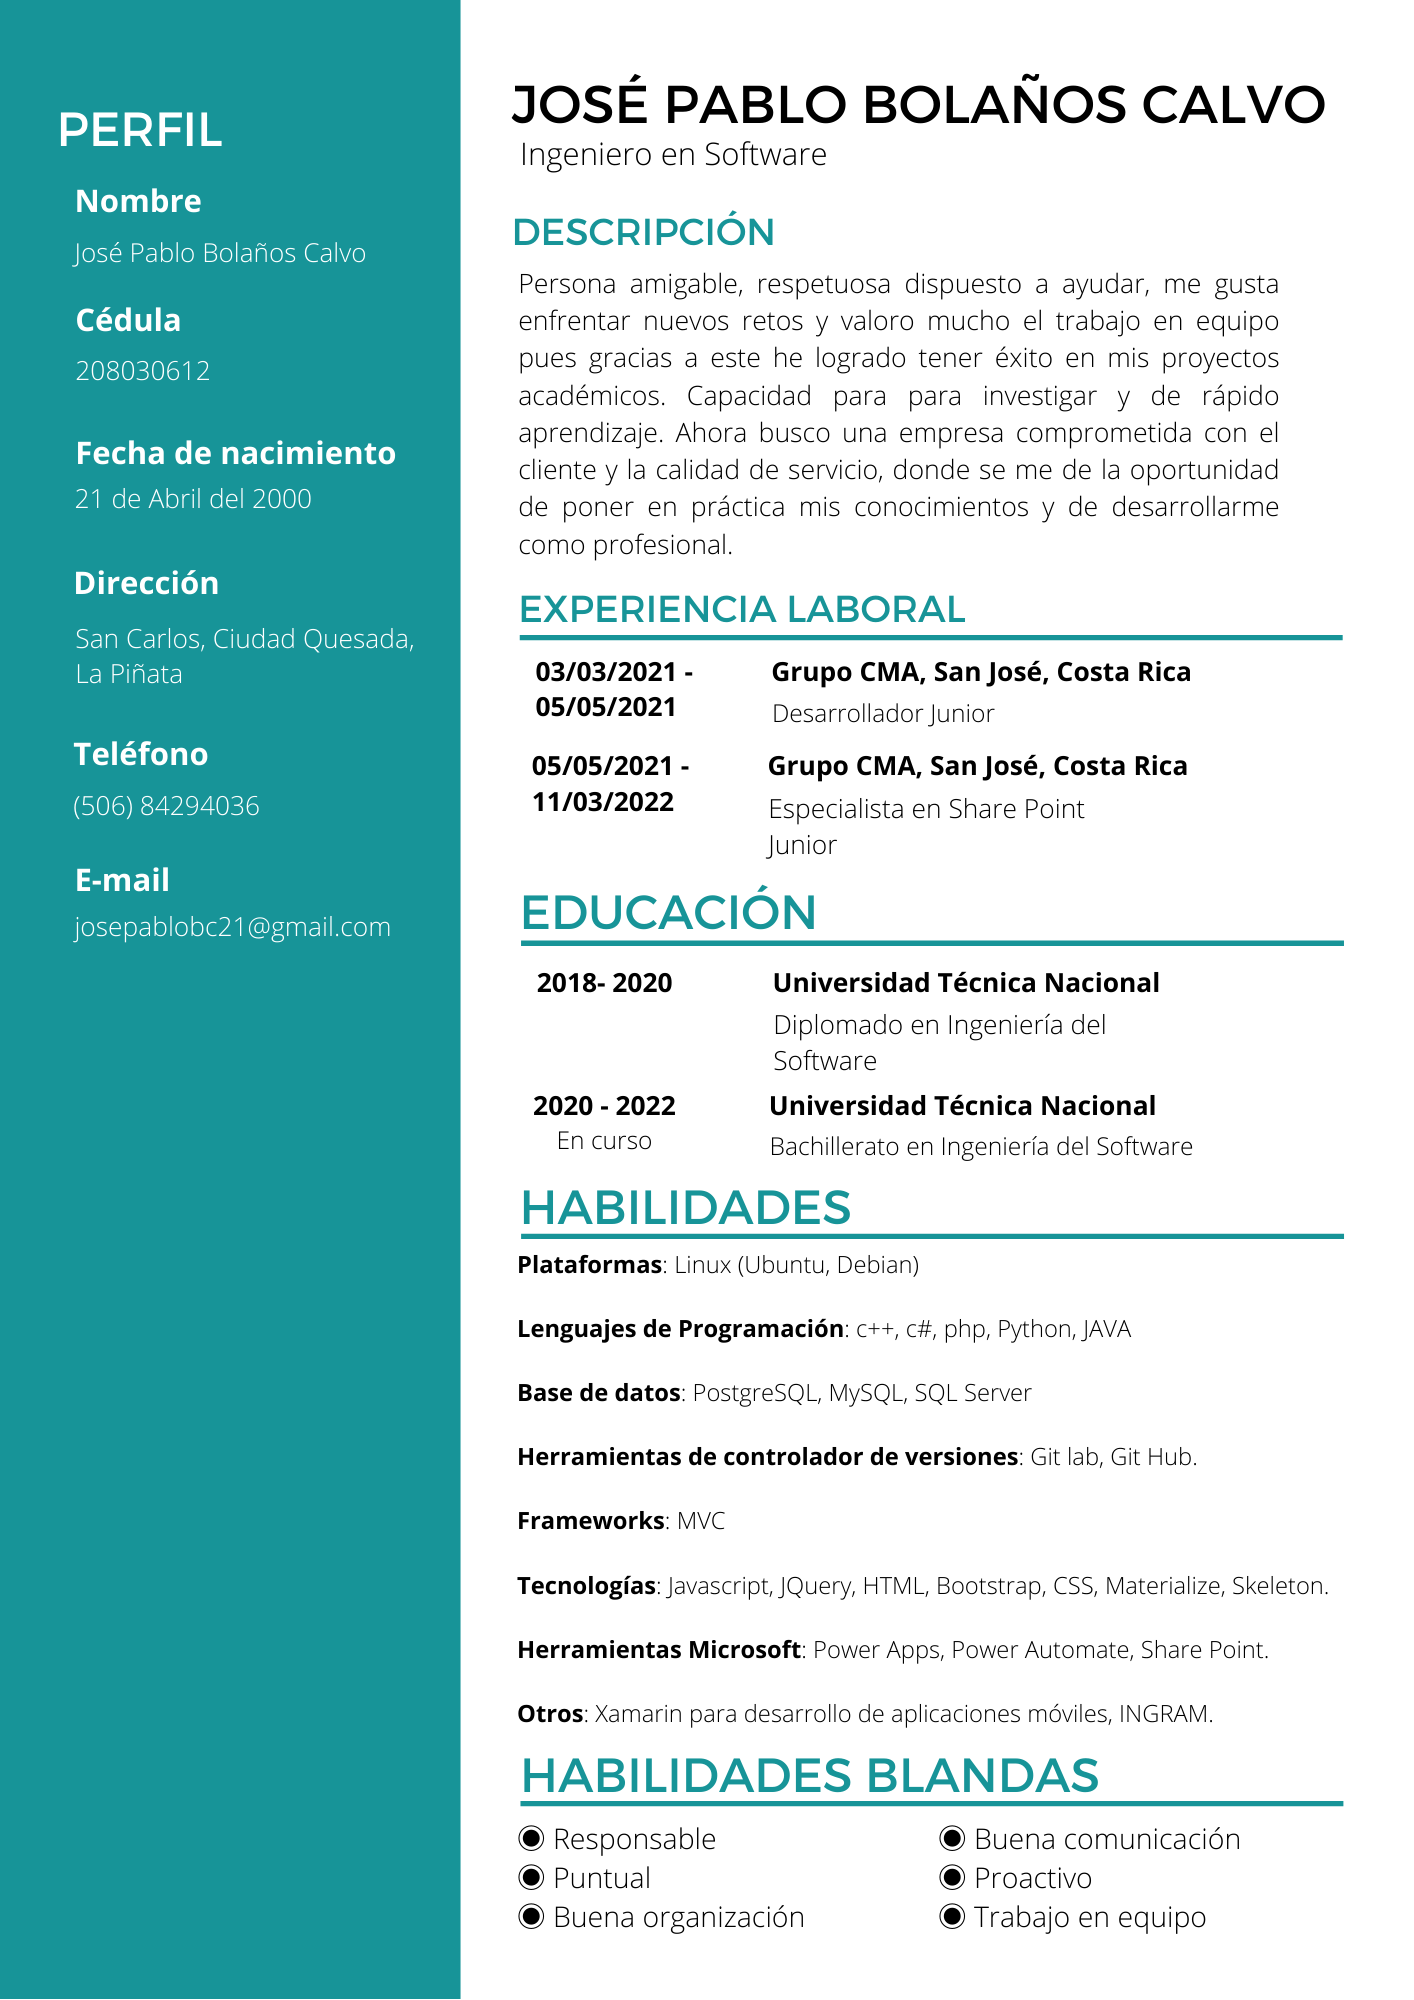 PERFIL
Nombre
José Pablo Bolaños Calvo
Cédula
208030612
Fecha de nacimiento
21 de Abril del 2000
Dirección
San Carlos, Ciudad Quesada,
La Piñata
Teléfono
(506) 84294036
E-mail
josepablobc21@gmail.com
JOSÉ PABLO BOLAÑOS CALVO
Ingeniero en Software
DESCRIPCIÓN
Persona amigable, respetuosa dispuesto a ayudar, me gusta
enfrentar nuevos retos y valoro mucho el trabajo en equipo
pues gracias a este he logrado tener éxito en mis proyectos
académicos. Capacidad para para investigar y de rápido
aprendizaje. Ahora busco una empresa comprometida con el
cliente y la calidad de servicio, donde se me de la oportunidad
de poner en práctica mis conocimientos y de desarrollarme
como profesional.
EXPERIENCIA LABORAL
03/03/2021 -
05/05/2021
Grupo CMA, San José, Costa Rica
Desarrollador Junior
05/05/2021 -
11/03/2022
Grupo CMA, San José, Costa Rica
Especialista en Share Point
Junior
EDUCACIÓN
2018- 2020
Universidad Técnica Nacional
Diplomado en Ingeniería del
Software
2020 - 2022
En curso
Universidad Técnica Nacional
Bachillerato en Ingeniería del Software
HABILIDADES
Plataformas: Linux (Ubuntu, Debian)
Lenguajes de Programación: c++, c#, php, Python, JAVA
Base de datos: PostgreSQL, MySQL, SQL Server
Herramientas de controlador de versiones: Git lab, Git Hub.
Frameworks: MVC
Tecnologías: Javascript, JQuery, HTML, Bootstrap, CSS, Materialize, Skeleton.
Herramientas Microsoft: Power Apps, Power Automate, Share Point.
Otros: Xamarin para desarrollo de aplicaciones móviles, INGRAM.
HABILIDADES BLANDAS
◉ Responsable
◉ Puntual
◉ Buena organización
◉ Buena comunicación
◉ Proactivo
◉ Trabajo en equipo